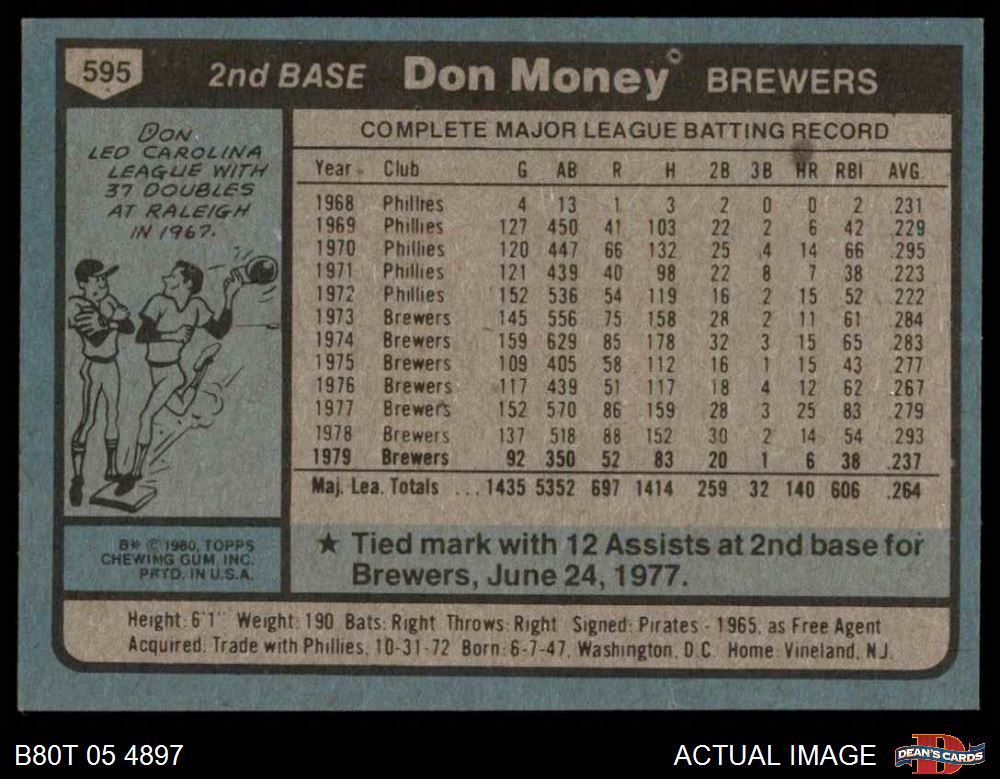 595 2nd BASE Don Money BREWERS
DON
LED CAROLINA
LEAGUE WITH
37 DOUBLES
AT RALEIGH
IN 1967.
COMPLETE MAJOR LEAGUE BATTING RECORD
Year Club G AB R H 2B 3B HR RBI AVG.
1968 Phillies 4 13 1 3 2 0 0 2 .231
1969 Phillies 127 450 41 103 22 2 6 42 .229
1970 Phillies 120 447 66 132 25 4 14 66 .295
1971 Phillies 121 439 40 98 22 8 7 38 .223
1972 Phillies 152 536 54 119 16 2 15 52 .222
1973 Brewers 145 556 75 158 28 2 11 61 .284
1974 Brewers 159 629 85 178 32 3 15 65 .283
1975 Brewers 109 405 58 112 16 1 15 43 .277
1976 Brewers 117 439 51 117 18 4 12 62 .267
1977 Brewers 152 570 86 159 28 3 25 83 .279
1978 Brewers 137 518 88 152 30 2 14 54 .293
1979 Brewers 92 350 52 83 20 1 6 38 .237
Maj. Lea. Totals ... 1435 5352 697 1414 259 32 140 606 .264
B* © 1980, TOPPS
CHEWING GUM, INC.
PRTD. IN U.S.A.
★ Tied mark with 12 Assists at 2nd base for
Brewers, June 24, 1977.
Height: 6'1" Weight: 190 Bats: Right Throws: Right Signed: Pirates - 1965, as Free Agent
Acquired: Trade with Phillies, 10-31-72 Born: 6-7-47, Washington, D.C. Home: Vineland, N.J.
B80T 05 4897
ACTUAL IMAGE
D
DEAN'S CARDS